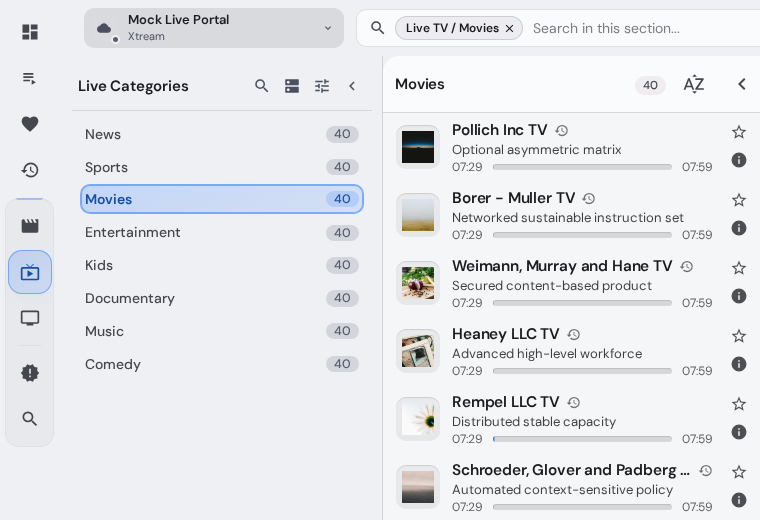 Mock Live Portal
Xtream
Live TV / Movies
Search in this section...
Live Categories
News 40
Sports 40
Movies 40
Entertainment 40
Kids 40
Documentary 40
Music 40
Comedy 40
Movies 40 AZ
Pollich Inc TV
Optional asymmetric matrix
07:29 07:59
Borer - Muller TV
Networked sustainable instruction set
07:29 07:59
Weimann, Murray and Hane TV
Secured content-based product
07:29 07:59
Heaney LLC TV
Advanced high-level workforce
07:29 07:59
Rempel LLC TV
Distributed stable capacity
07:29 07:59
Schroeder, Glover and Padberg ...
Automated context-sensitive policy
07:29 07:59